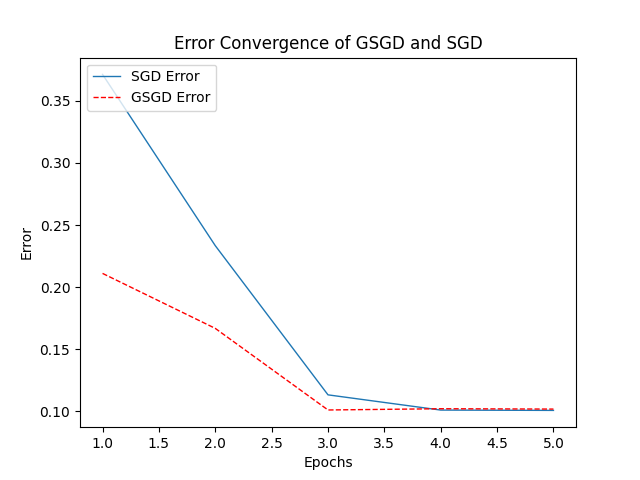 Error Convergence of GSGD and SGD
SGD Error
GSGD Error
0.35
0.30
0.25
0.20
0.15
0.10
Error
1.0 1.5 2.0 2.5 3.0 3.5 4.0 4.5 5.0
Epochs